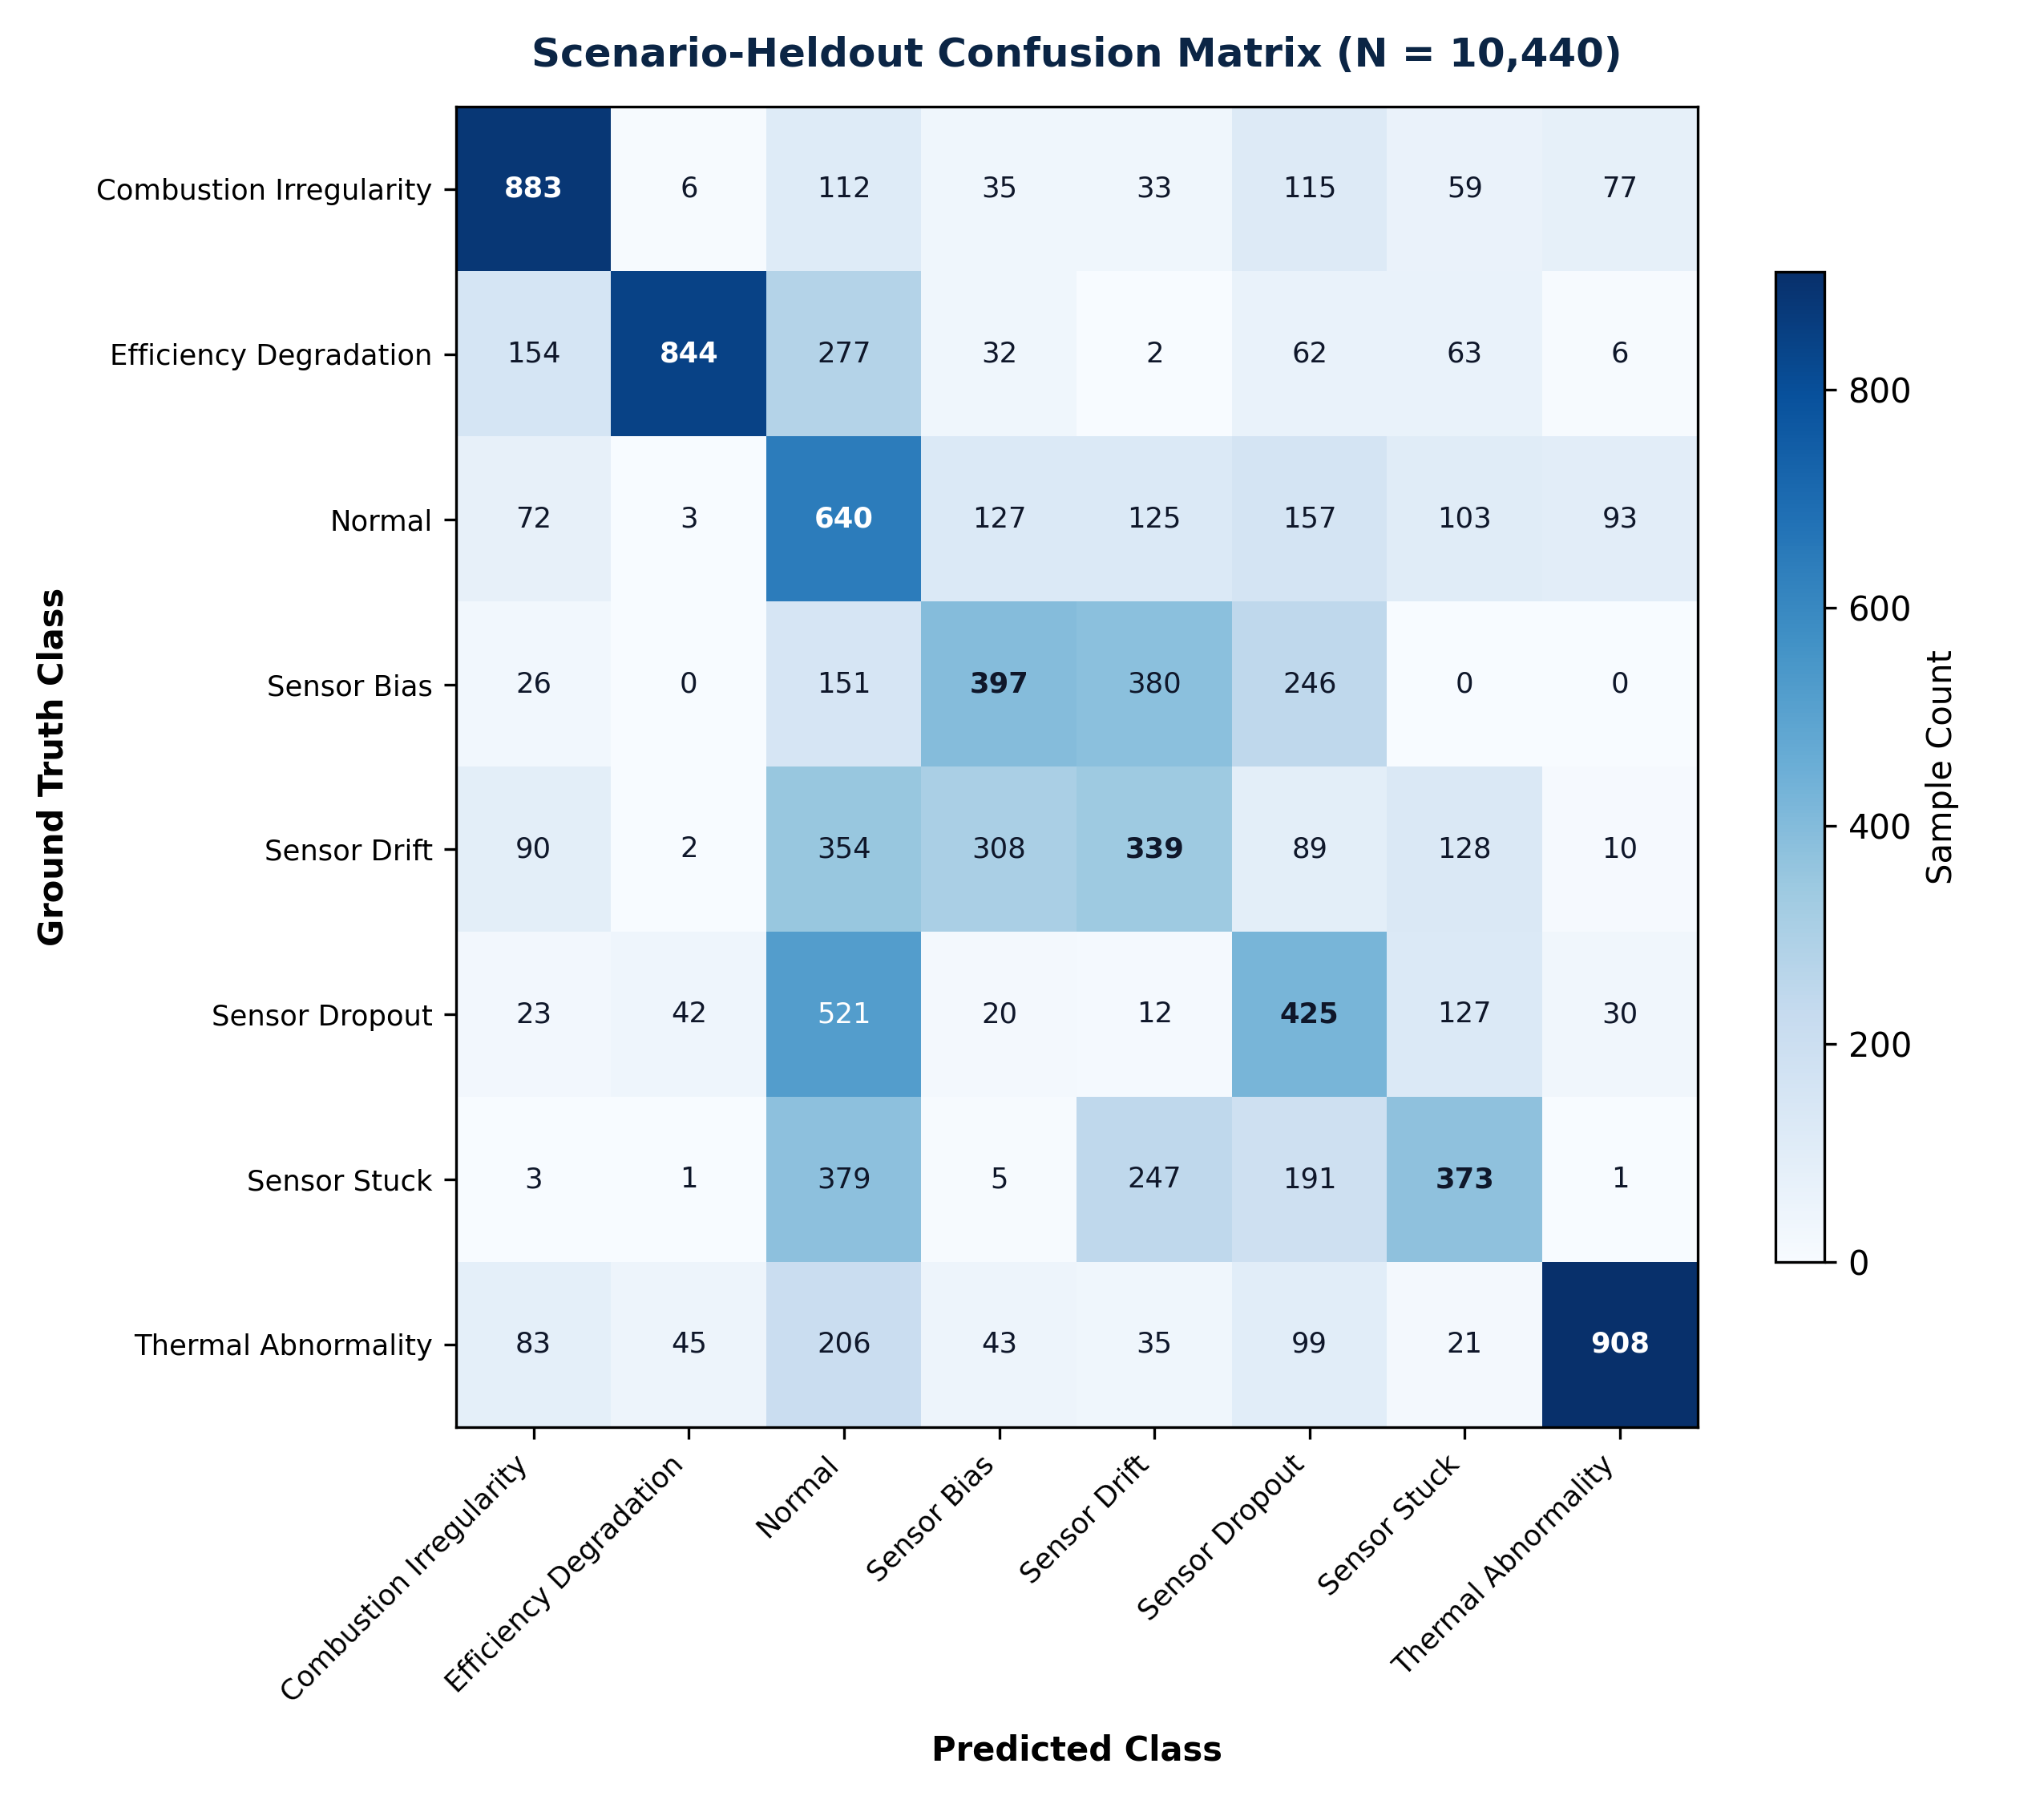 Scenario-Heldout Confusion Matrix (N = 10,440)
Ground Truth Class
Combustion Irregularity 883 6 112 35 33 115 59 77
Efficiency Degradation 154 844 277 32 2 62 63 6
Normal 72 3 640 127 125 157 103 93
Sensor Bias 26 0 151 397 380 246 0 0
Sensor Drift 90 2 354 308 339 89 128 10
Sensor Dropout 23 42 521 20 12 425 127 30
Sensor Stuck 3 1 379 5 247 191 373 1
Thermal Abnormality 83 45 206 43 35 99 21 908
Combustion Irregularity
Efficiency Degradation
Normal
Sensor Bias
Sensor Drift
Sensor Dropout
Sensor Stuck
Thermal Abnormality
Predicted Class
800
600
400
200
0
Sample Count